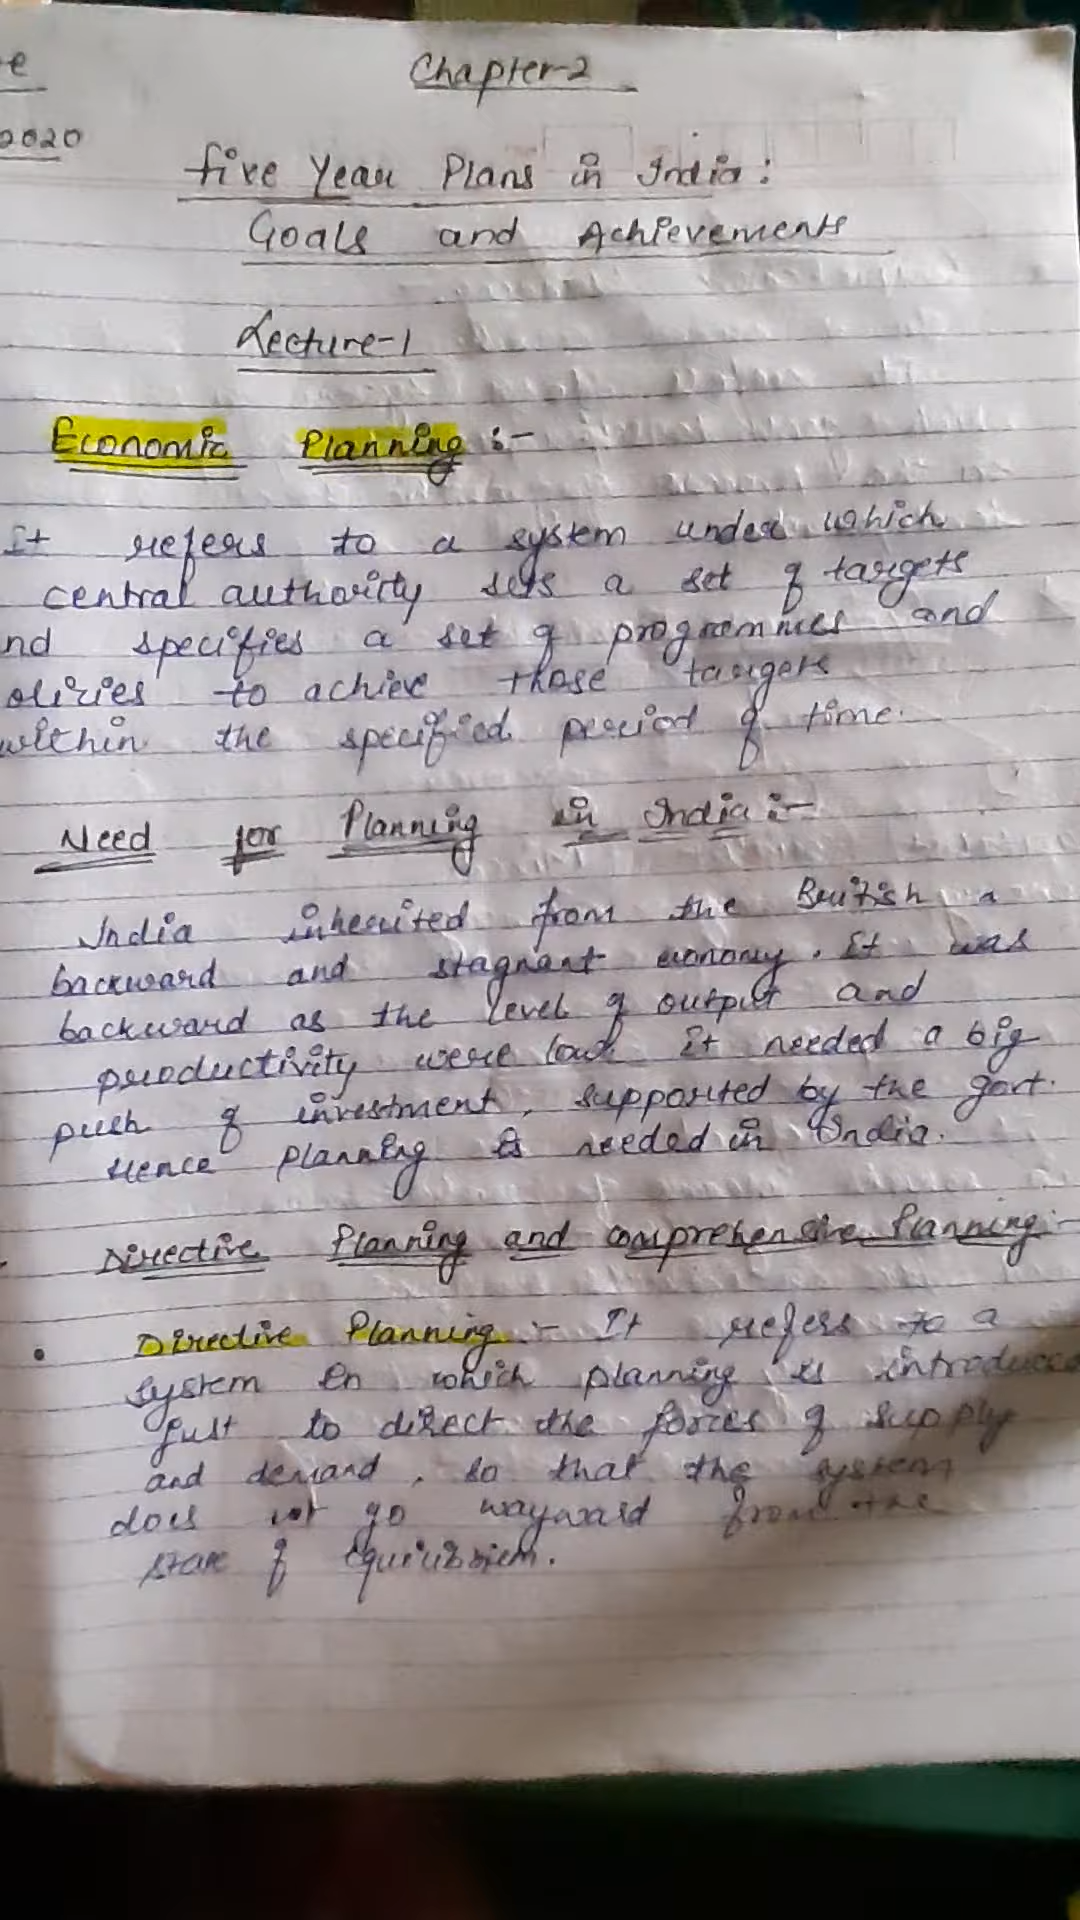 e
2020
Chapter-2
Five Year Plans in India:
Goals and Achievements
Lecture-1
Economic Planning :-
It refers to a system under which
central authority sets a set of targets
nd specifies a set of programmes and
olicies to achieve those targets
within the specified period of time.
Need for Planning in India :-
India inherited from the British a
backward and stagnant economy. It was
backward as the level of output and
productivity were low. It needed a big
push of investment, supported by the govt.
Hence planning is needed in India.
Directive Planning and comprehensive Planning:-
• Directive Planning :- It refers to a
system in which planning is introduced
just to direct the forces of supply
and demand, so that the system
does not go wayward from the
state of equilibrium.